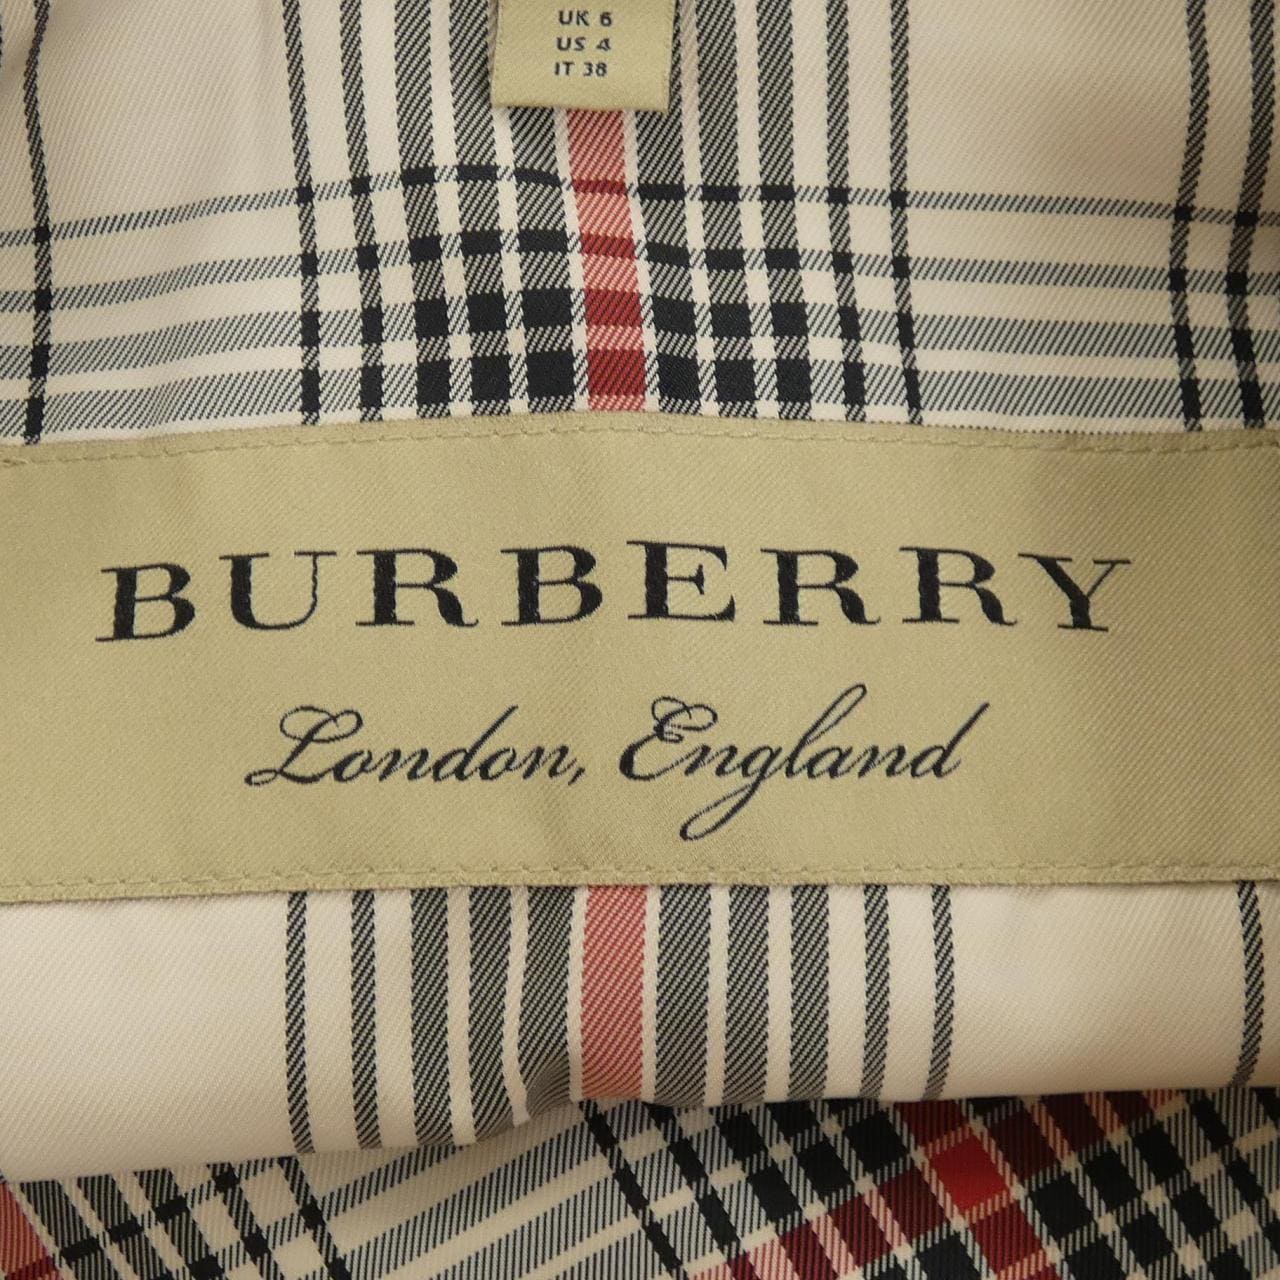 UK 6
US 4
IT 38
BURBERRY
London, England